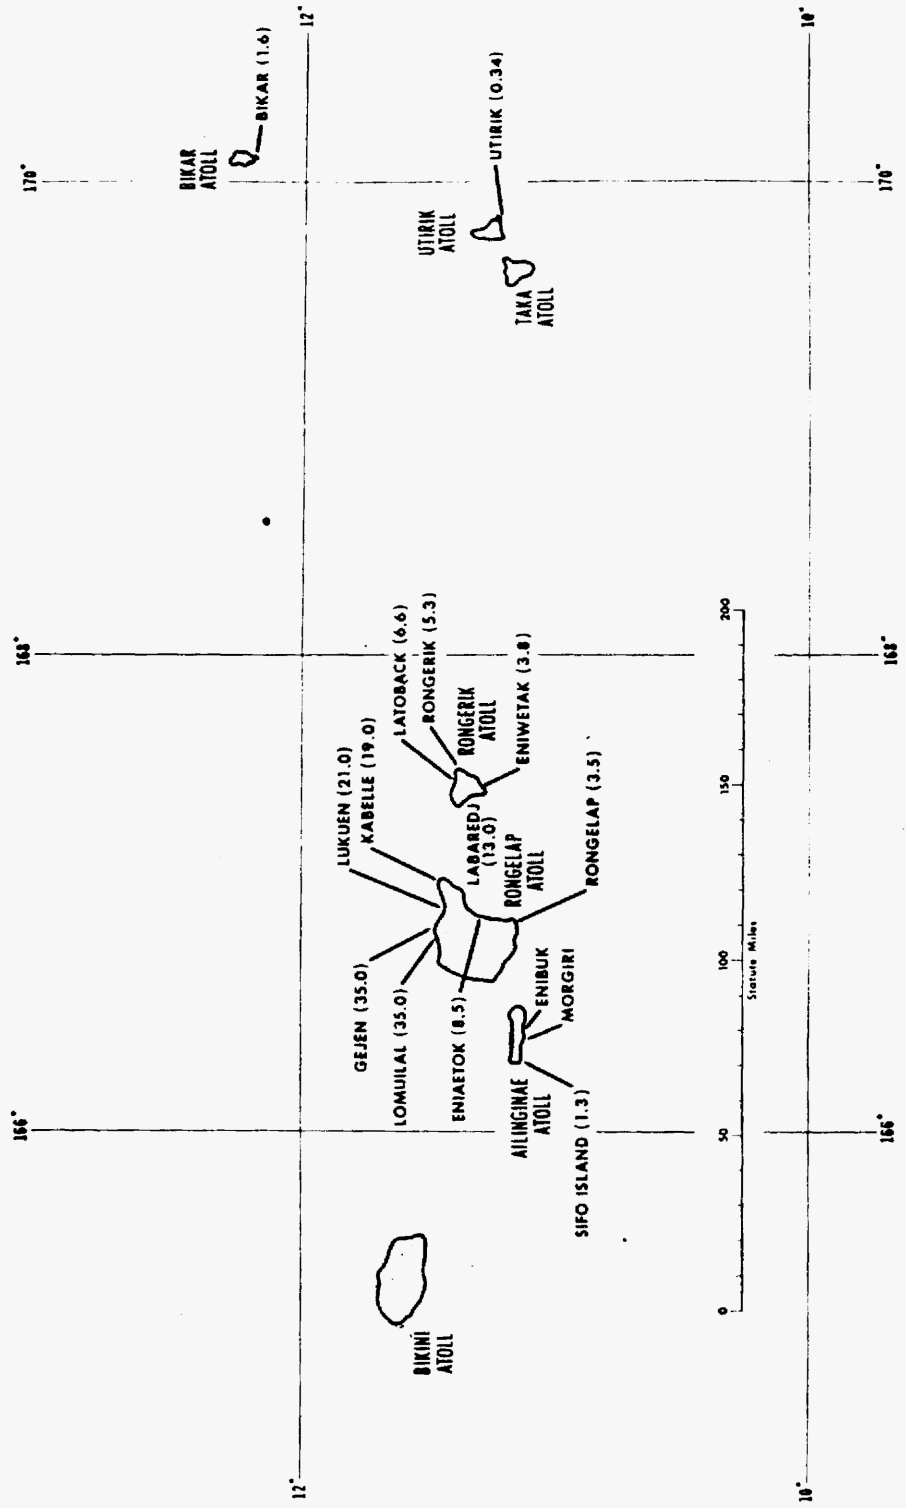 166°
168°
170°
12°
12°
BIKAR
ATOLL
BIKAR (1.6)
LUKUEN (21.0)
KABELLE (19.0)
GEJEN (35.0)
LOMUILAL (35.0)
ENIAETOK (8.5)
LATOBACK (6.6)
RONGERIK (5.3)
RONGERIK
ATOLL
ENIWETAK (3.8)
LABAREDJ
(13.0)
RONGELAP
ATOLL
RONGELAP (3.5)
BIKINI
ATOLL
AILINGINAE
ATOLL
ENIBUK
MORGIRI
SIFO ISLAND (1.3)
UTIRIK
ATOLL
UTIRIK (0.34)
TAKA
ATOLL
0
50
100
150
200
Statute Miles
10°
10°
166°
168°
170°